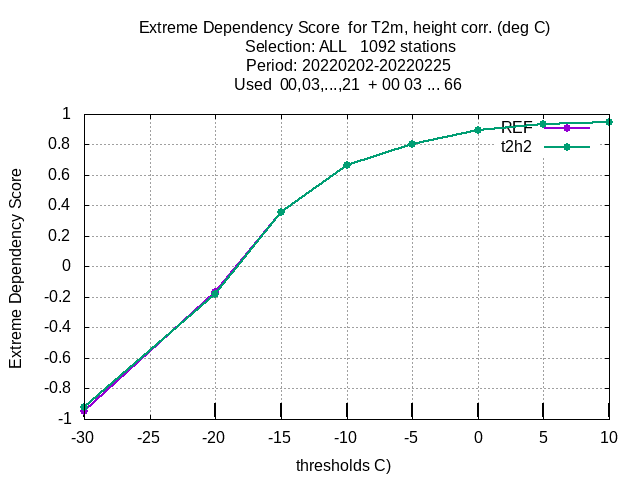 Extreme Dependency Score  for T2m, height corr. (deg C)
Selection: ALL   1092 stations
Period: 20220202-20220225
Used  00,03,...,21  + 00 03 ... 66
Extreme Dependency Score
1
0.8
0.6
0.4
0.2
0
-0.2
-0.4
-0.6
-0.8
-1
REF
t2h2
-30 -25 -20 -15 -10 -5 0 5 10
thresholds C)